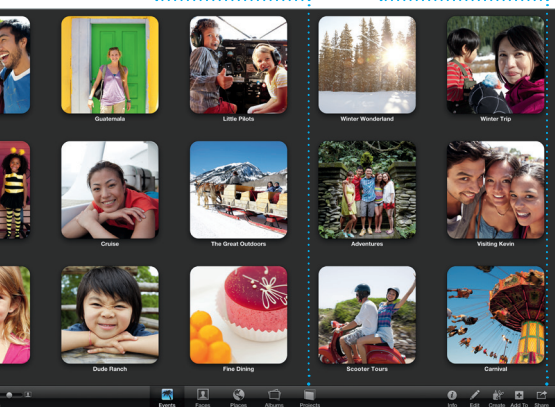 Guatemala
Little Pilots
Winter Wonderland
Winter Trip
Cruise
The Great Outdoors
Adventures
Visiting Kevin
Dude Ranch
Fine Dining
Scooter Tours
Carnival
Events
Faces
Places
Albums
Projects
Info
Edit
Create
Add To
Share